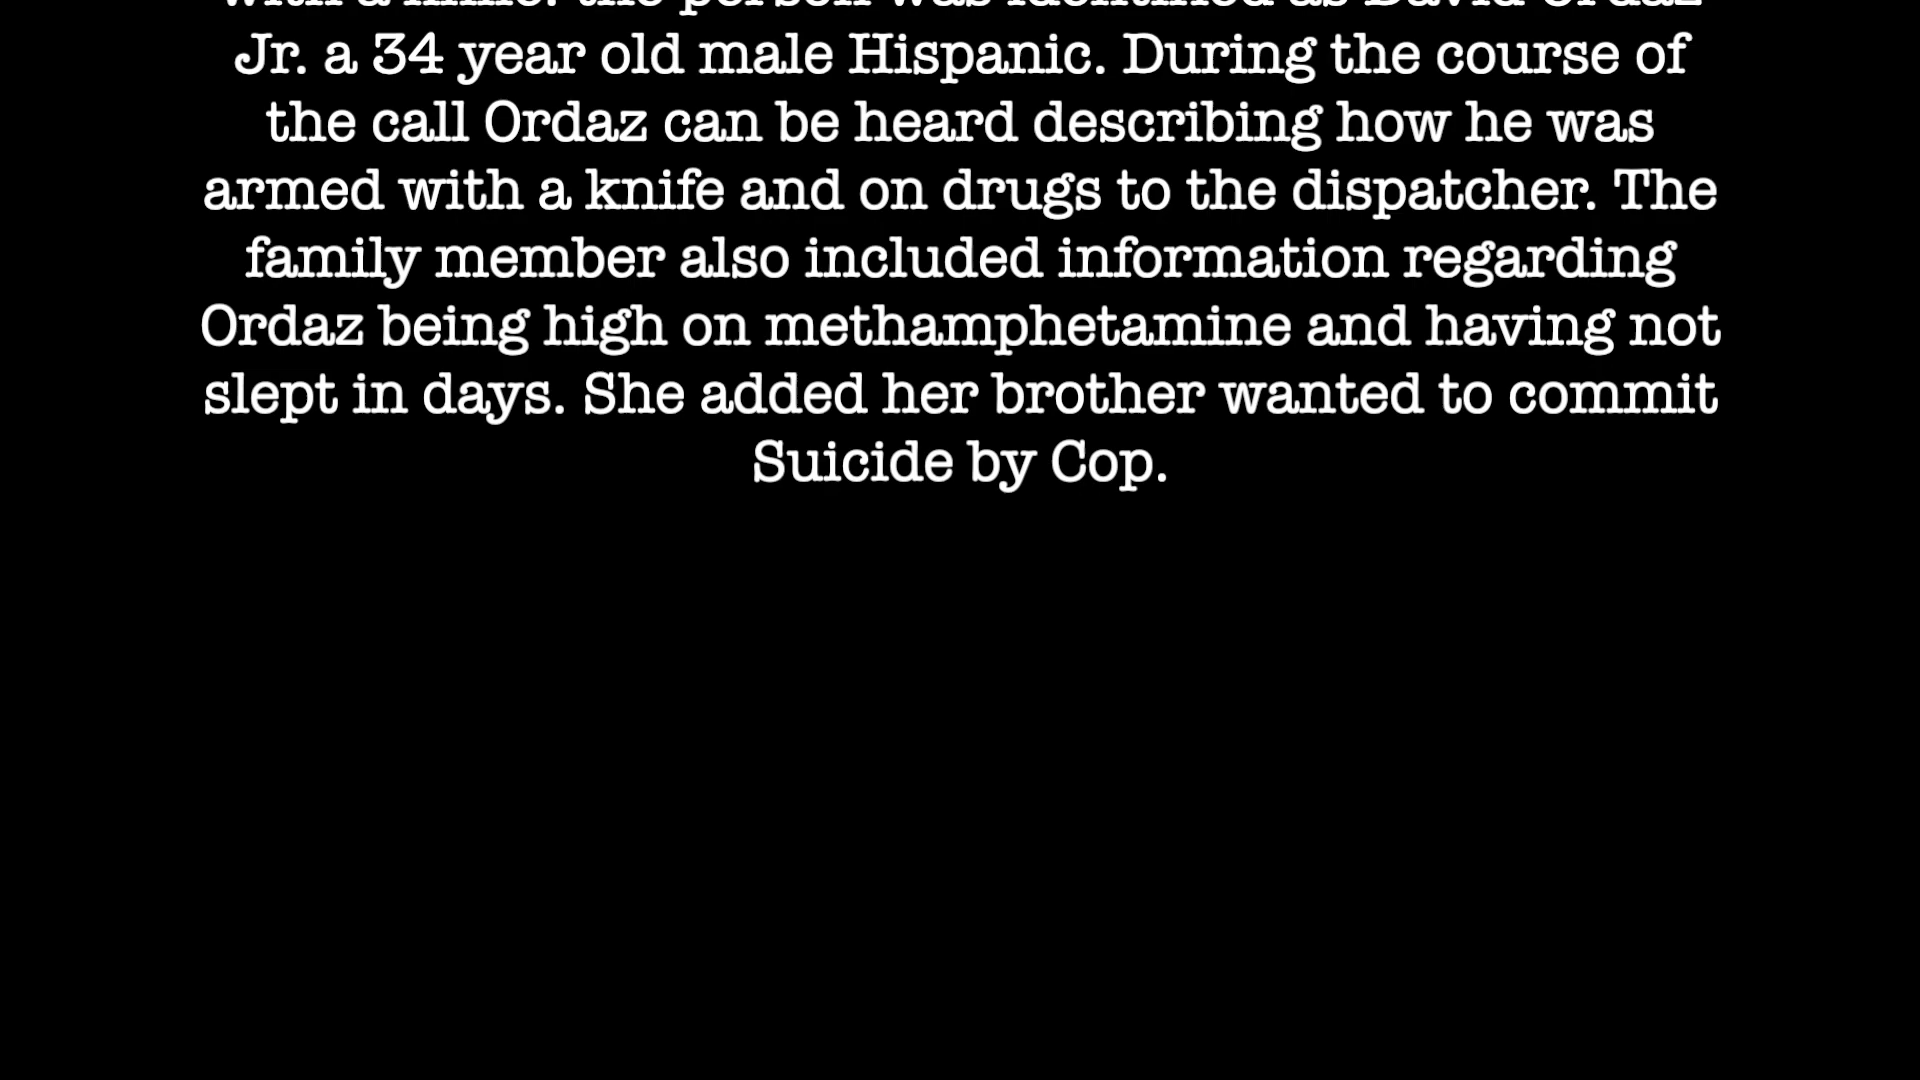 with a knife. the person was identified as David Ordaz
Jr. a 34 year old male Hispanic. During the course of
the call Ordaz can be heard describing how he was
armed with a knife and on drugs to the dispatcher. The
family member also included information regarding
Ordaz being high on methamphetamine and having not
slept in days. She added her brother wanted to commit
Suicide by Cop.